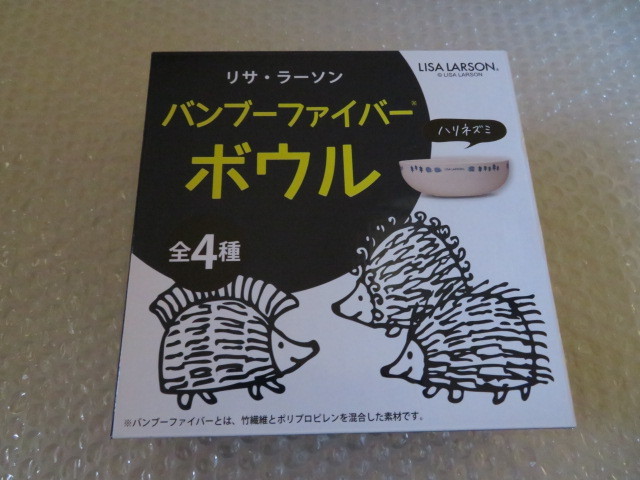 リサ・ラーソン
LISA LARSON®
© LISA LARSON
バンブーファイバー※
ハリネズミ
ボウル
全4種
※バンブーファイバーとは、竹繊維とポリプロピレンを混合した素材です。